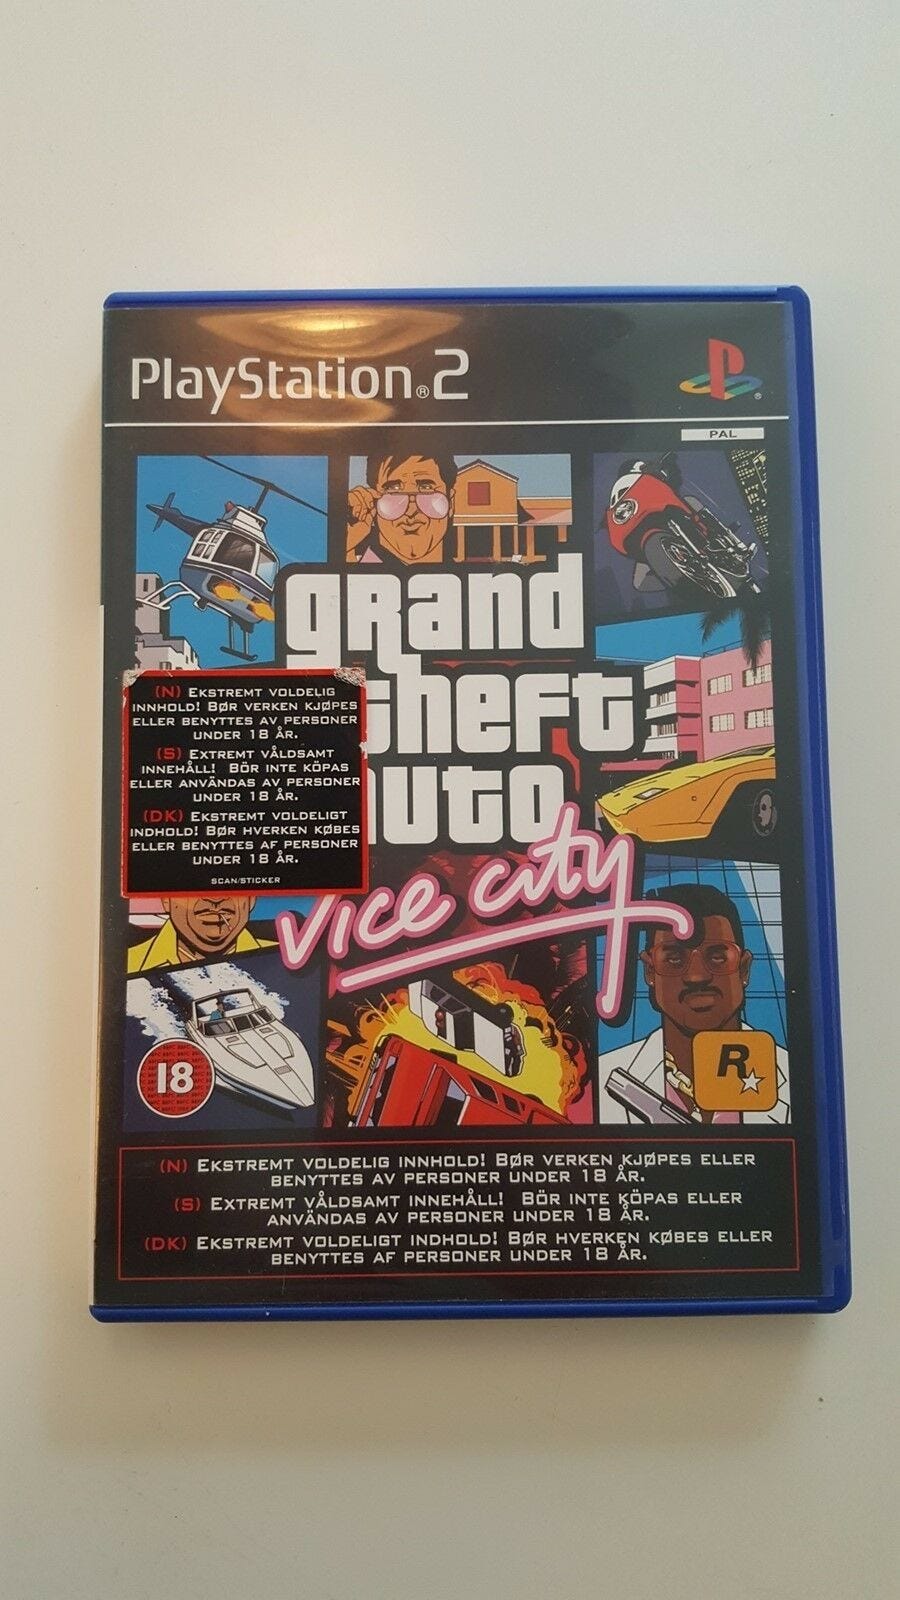 PlayStation®2
PAL
grand
theft
auto
vice city
(N) EKSTREMT VOLDELIG
INNHOLD! BØR VERKEN KJØPES
ELLER BENYTTES AV PERSONER
UNDER 18 ÅR.
(S) EXTREMT VÅLDSAMT
INNEHÅLL! BÖR INTE KÖPAS
ELLER ANVÄNDAS AV PERSONER
UNDER 18 ÅR.
(DK) EKSTREMT VOLDELIGT
INDHOLD! BØR HVERKEN KØBES
ELLER BENYTTES AF PERSONER
UNDER 18 ÅR.
SCAN/STICKER
18
R
(N) EKSTREMT VOLDELIG INNHOLD! BØR VERKEN KJØPES ELLER
BENYTTES AV PERSONER UNDER 18 ÅR.
(S) EXTREMT VÅLDSAMT INNEHÅLL! BÖR INTE KÖPAS ELLER
ANVÄNDAS AV PERSONER UNDER 18 ÅR.
(DK) EKSTREMT VOLDELIGT INDHOLD! BØR HVERKEN KØBES ELLER
BENYTTES AF PERSONER UNDER 18 ÅR.